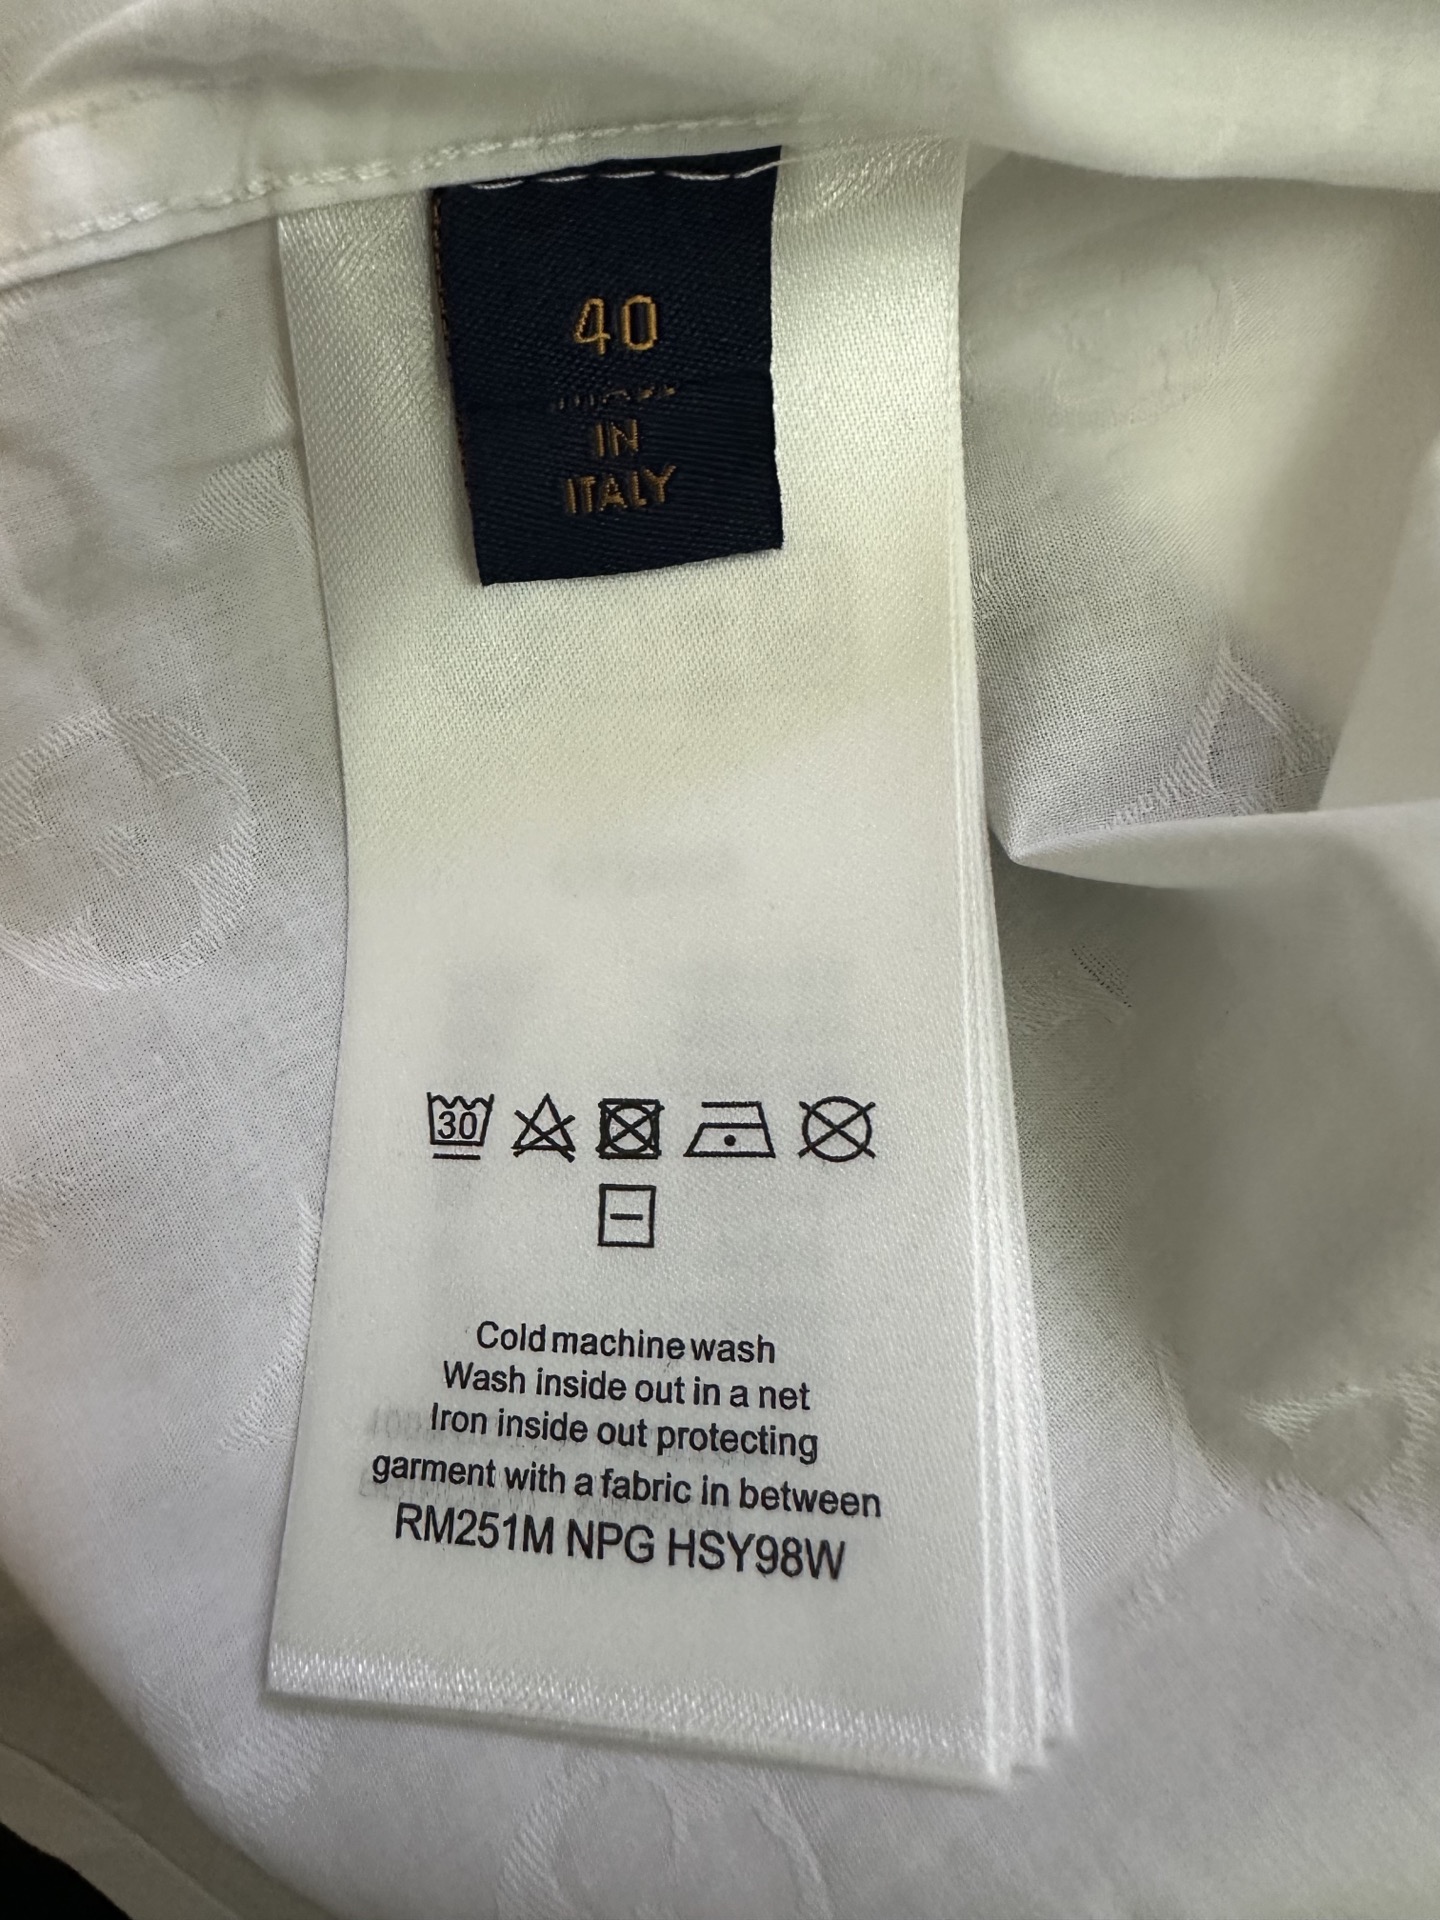 40
IN
ITALY
30
Cold machine wash
Wash inside out in a net
Iron inside out protecting
garment with a fabric in between
RM251M NPG HSY98W